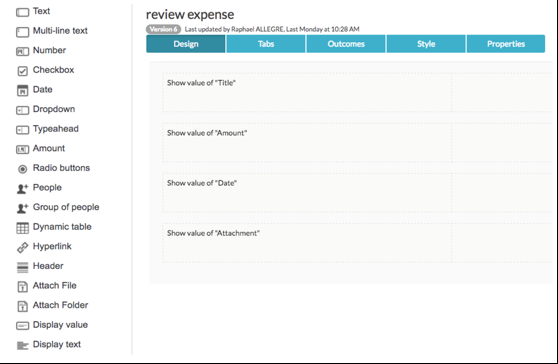 Text
Multi-line text
Number
Checkbox
Date
Dropdown
Typeahead
Amount
Radio buttons
People
Group of people
Dynamic table
Hyperlink
Header
Attach File
Attach Folder
Display value
Display text
review expense
Version 6 Last updated by Raphael ALLEGRE, Last Monday at 10:28 AM
Design Tabs Outcomes Style Properties
Show value of "Title"
Show value of "Amount"
Show value of "Date"
Show value of "Attachment"